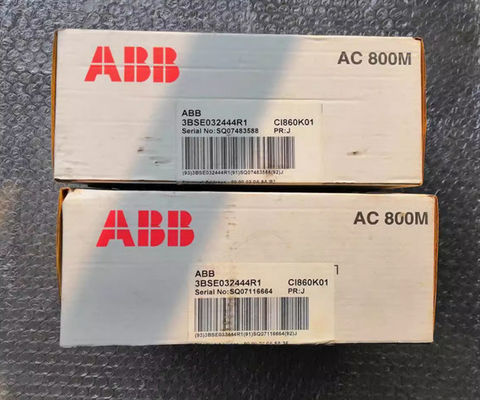 ABB
AC 800M
ABB
3BSE032444R1 CI860K01
Serial No:SQ07483588 PR:J
(93)3BSE032444R1(91)SQ07483588(92)J
ABB
AC 800M
ABB
3BSE032444R1 CI860K01
Serial No:SQ07116664 PR:J
(93)3BSE032444R1(91)SQ07116664(92)J